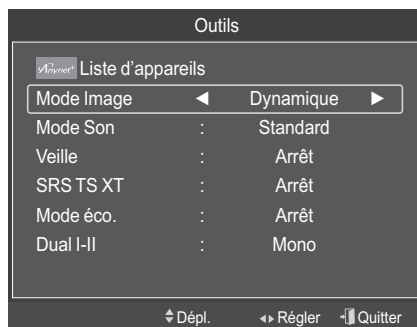 Outils
Anynet+ Liste d'appareils
Mode Image ◄ Dynamique ►
Mode Son : Standard
Veille : Arrêt
SRS TS XT : Arrêt
Mode éco. : Arrêt
Dual l-II : Mono
Dépl. Régler Quitter